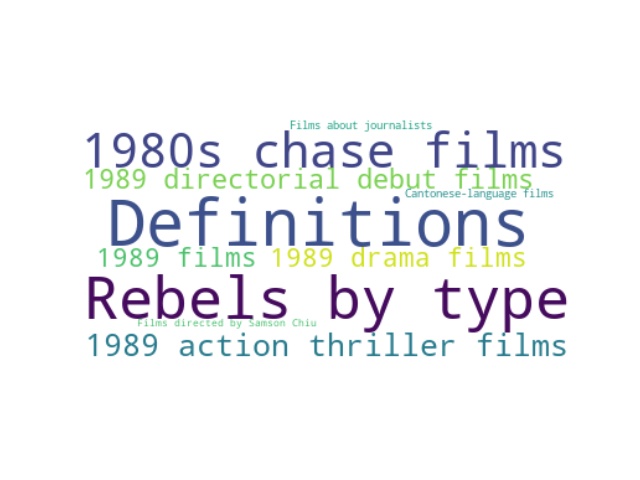 Films about journalists
1980s chase films
1989 directorial debut films
Cantonese-language films
Definitions
1989 films
1989 drama films
Rebels by type
Films directed by Samson Chiu
1989 action thriller films